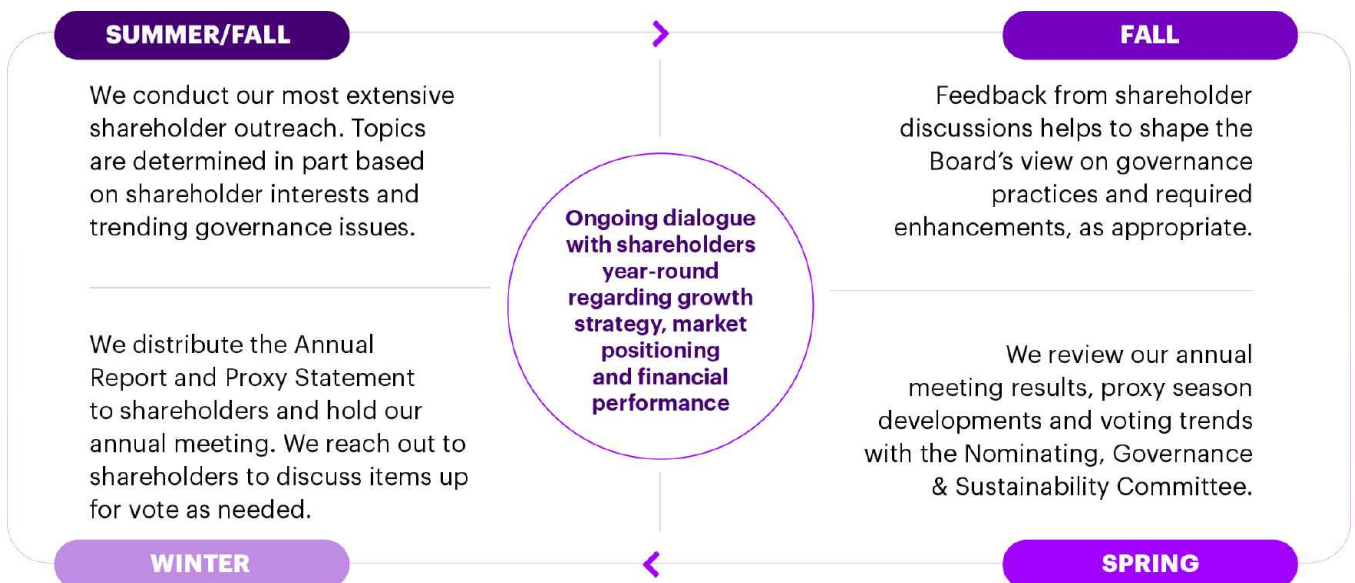 SUMMER/FALL
We conduct our most extensive
shareholder outreach. Topics
are determined in part based
on shareholder interests and
trending governance issues.
FALL
Feedback from shareholder
discussions helps to shape the
Board’s view on governance
practices and required
enhancements, as appropriate.
Ongoing dialogue
with shareholders
year-round
regarding growth
strategy, market
positioning
and financial
performance
We distribute the Annual
Report and Proxy Statement
to shareholders and hold our
annual meeting. We reach out to
shareholders to discuss items up
for vote as needed.
WINTER
We review our annual
meeting results, proxy season
developments and voting trends
with the Nominating, Governance
& Sustainability Committee.
SPRING